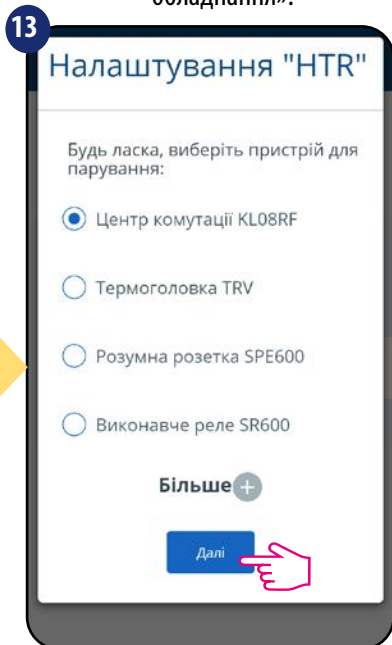 обладнання».
13
Налаштування "HTR"
Будь ласка, виберіть пристрій для
парування:
Центр комутації KL08RF
Термоголовка TRV
Розумна розетка SPE600
Виконавче реле SR600
Більше +
Далі